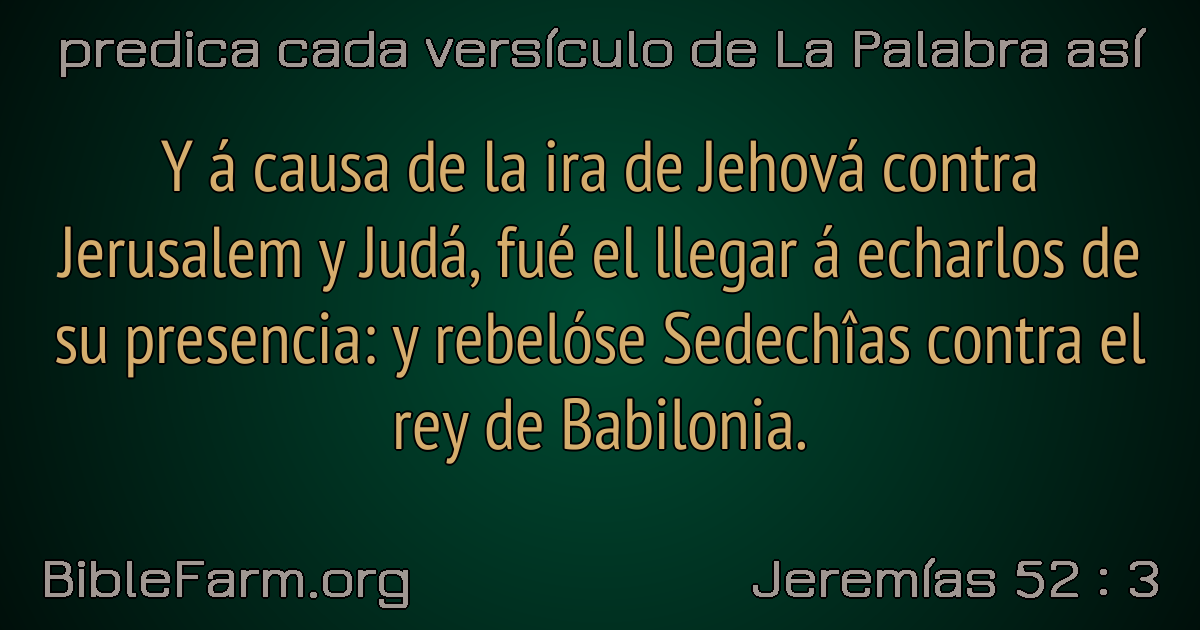 predica cada versículo de La Palabra así
Y á causa de la ira de Jehová contra
Jerusalem y Judá, fué el llegar á echarlos de
su presencia: y rebelóse Sedechîas contra el
rey de Babilonia.
BibleFarm.org
Jeremías 52 : 3